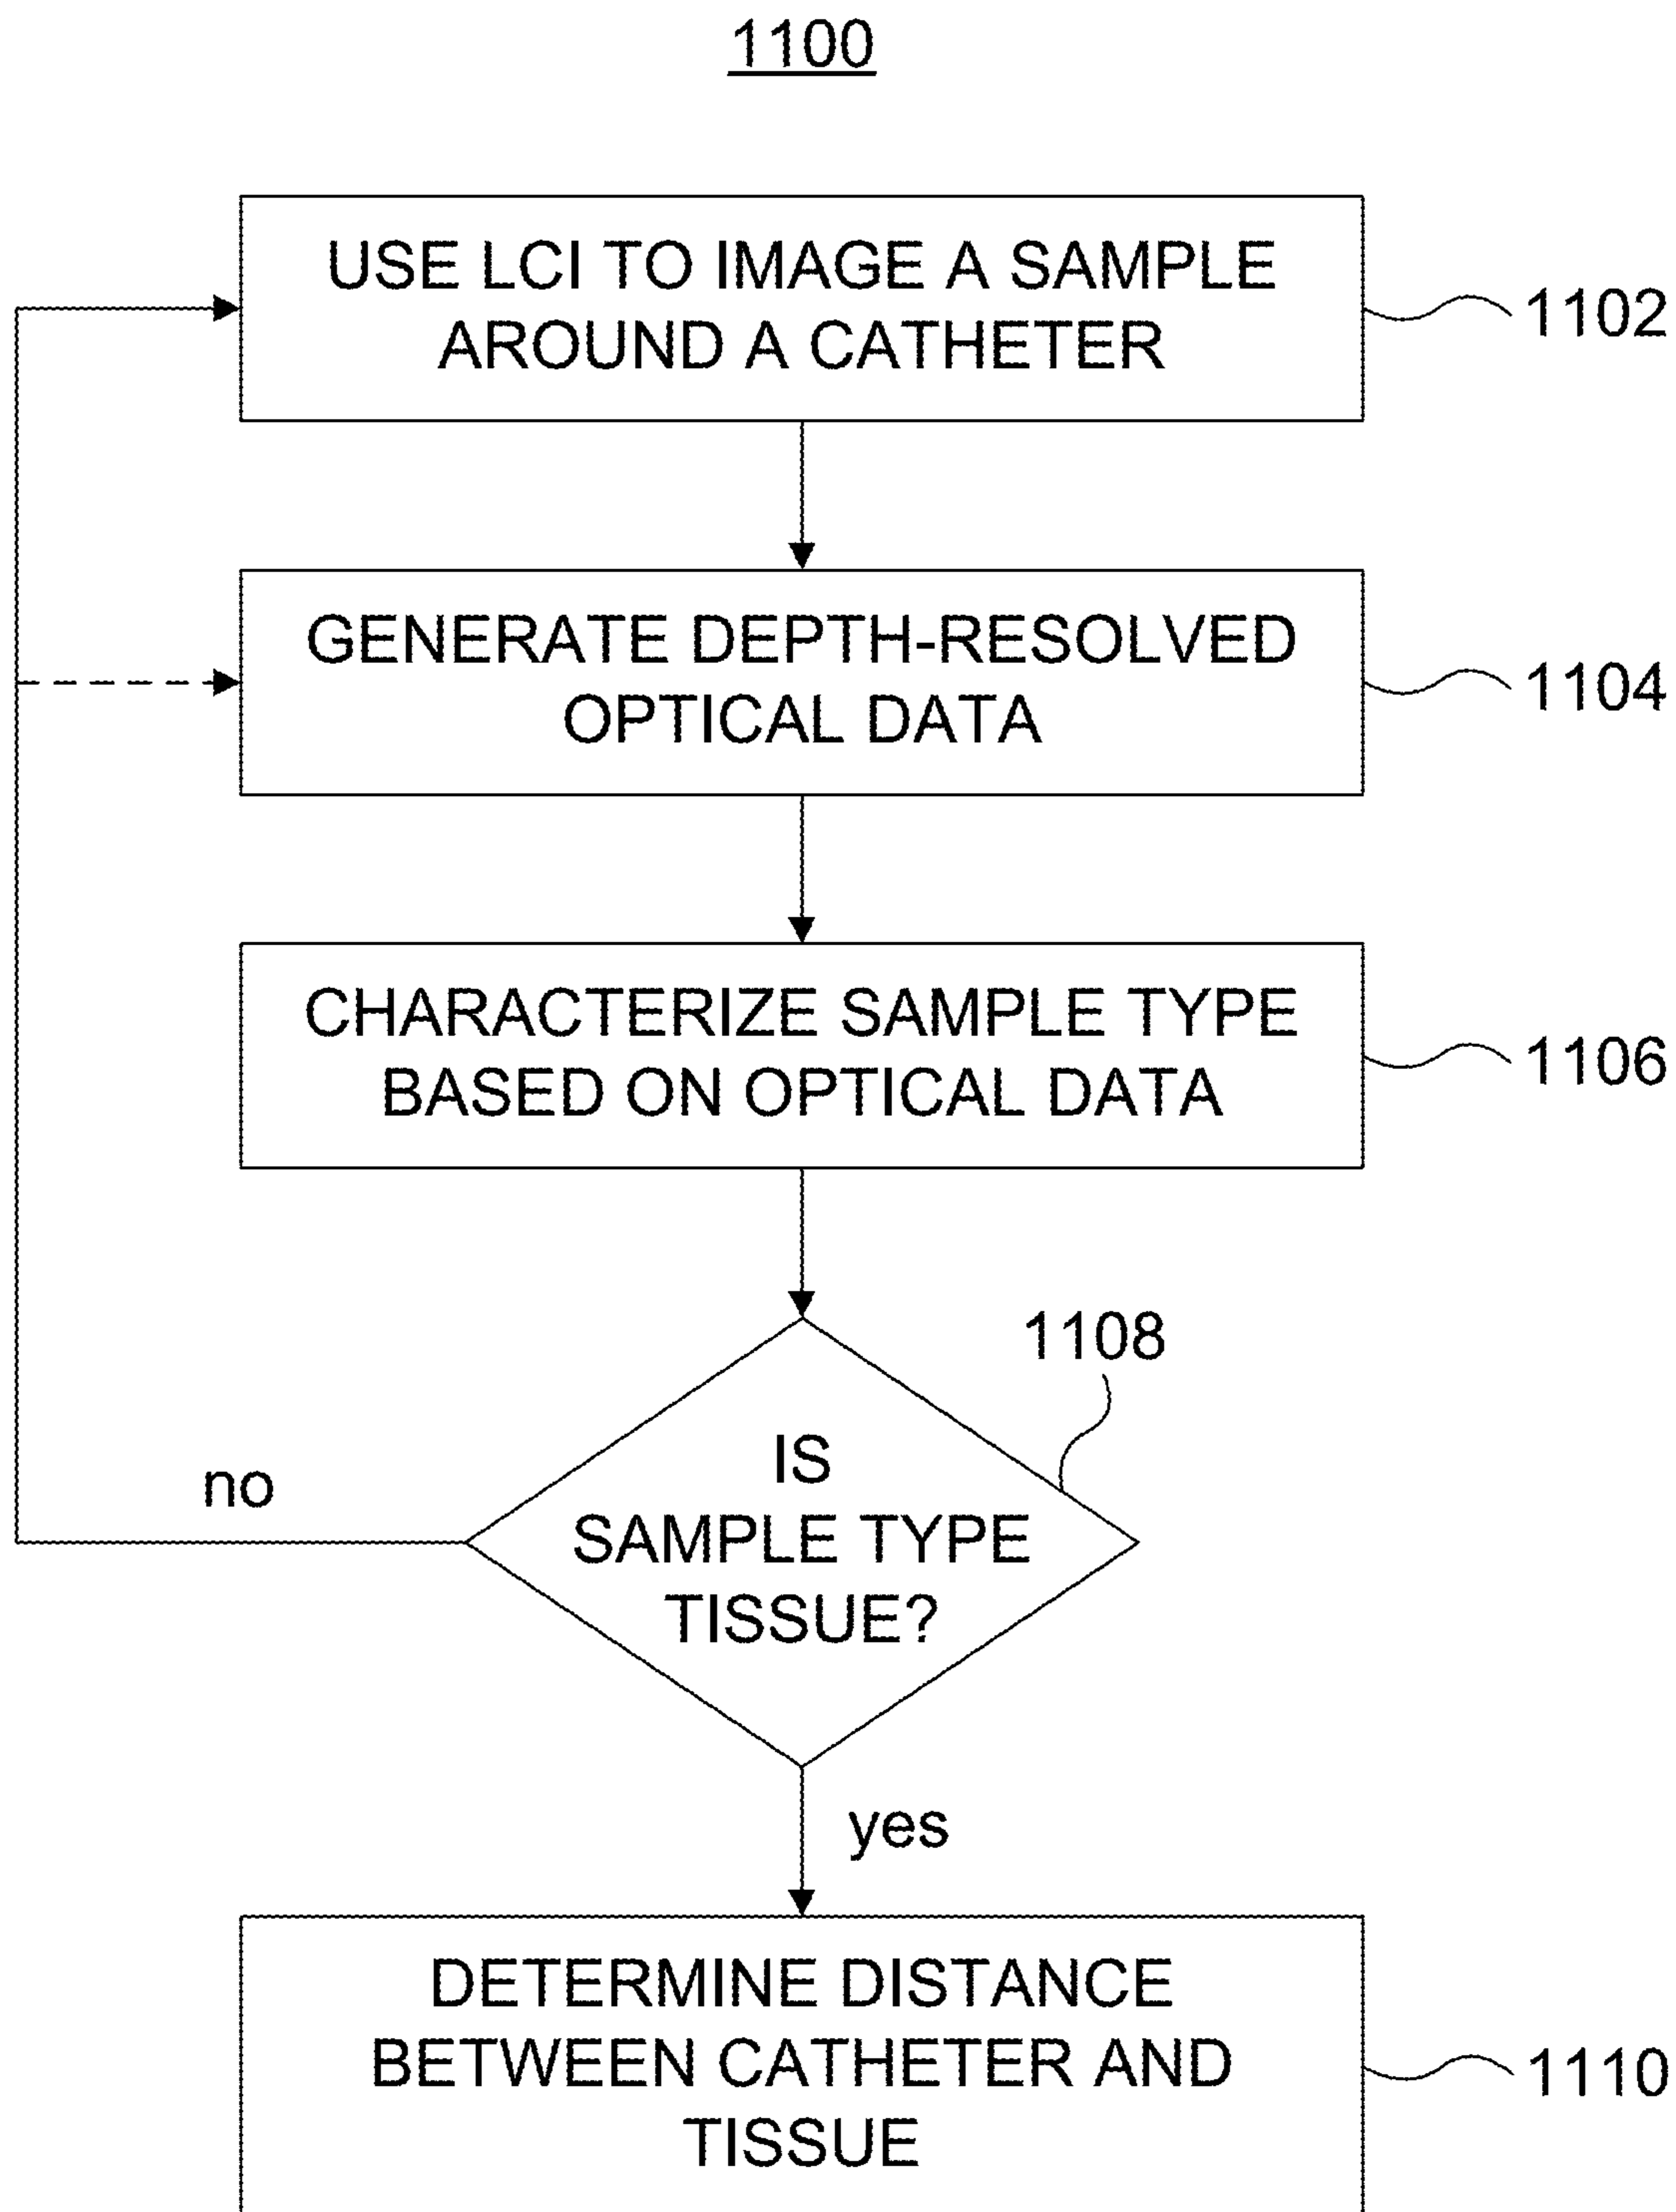 1100
USE LCI TO IMAGE A SAMPLE
AROUND A CATHETER
1102
GENERATE DEPTH-RESOLVED
OPTICAL DATA
1104
CHARACTERIZE SAMPLE TYPE
BASED ON OPTICAL DATA
1106
1108
IS
SAMPLE TYPE
TISSUE?
no
yes
DETERMINE DISTANCE
BETWEEN CATHETER AND
TISSUE
1110